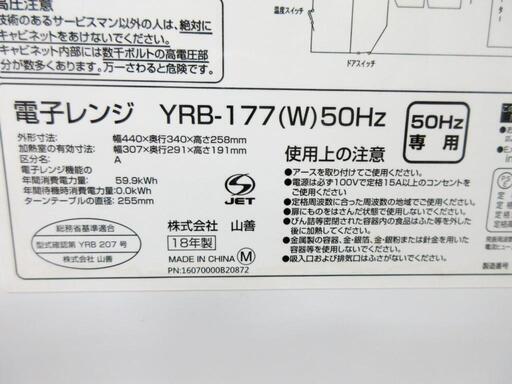 高圧注意
技術のあるサービスマン以外の人は、絶対に
キャビネットをあけないでください。
キャビネット内部には数千ボルトの高電圧部
分が数多くあります。万一さわると危険です。
温度スイッチ
ドアスイッチ
ター
電子レンジ YRB-177(W)50Hz
50Hz
専用
外形寸法: 幅440×奥行340×高さ258mm
加熱室の有効寸法: 幅307×奥行291×高さ191mm
区分名 A
電子レンジ機能の
年間消費電力量: 59.9kWh
年間待機時消費電力量: 0.0kWh
ターンテーブルの直径: 255mm
JET
総務省基準適合
型式確認第 YRB 207 号
株式会社 山善
株式会社 山善
18年製
MADE IN CHINA M
PN:16070000B20872
使用上の注意
●アースを取り付けてください。
●電源は必ず100Vで定格15A以上のコンセントを
ご使用ください。
●定格周波数に合った周波数の地域でご使用ください。
●扉にものをはさんだ状態で使用しないでください。
●びん詰等密閉された容器内の食品はふた等を外して
使用してください。
●金属製の容器、金・銀箔、金・銀粉または針金を用いた
容器等を使用しないでください。
●吸入口および排気口はふさがないでください。
製造番号